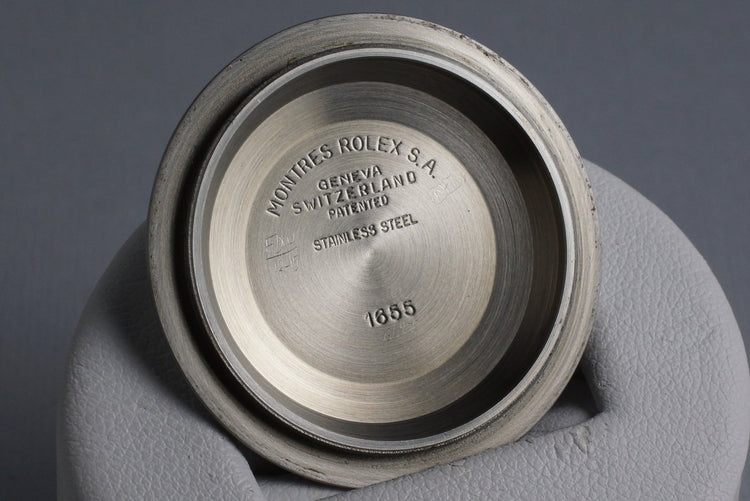 MONTRES ROLEX S.A.
GENEVA
SWITZERLAND
PATENTED
STAINLESS STEEL
1655